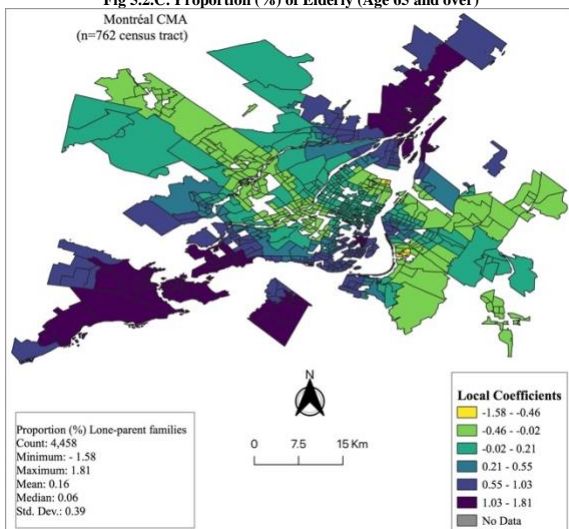 Fig 5.2.C: Proportion (%) of Elderly (Age 65 and over)
Montréal CMA
(n=762 census tract)
N
0 7.5 15 Km
Proportion (%) Lone-parent families
Count: 4,458
Minimum: - 1.58
Maximum: 1.81
Mean: 0.16
Median: 0.06
Std. Dev.: 0.39
Local Coefficients
-1.58 - -0.46
-0.46 - -0.02
-0.02 - 0.21
0.21 - 0.55
0.55 - 1.03
1.03 - 1.81
No Data